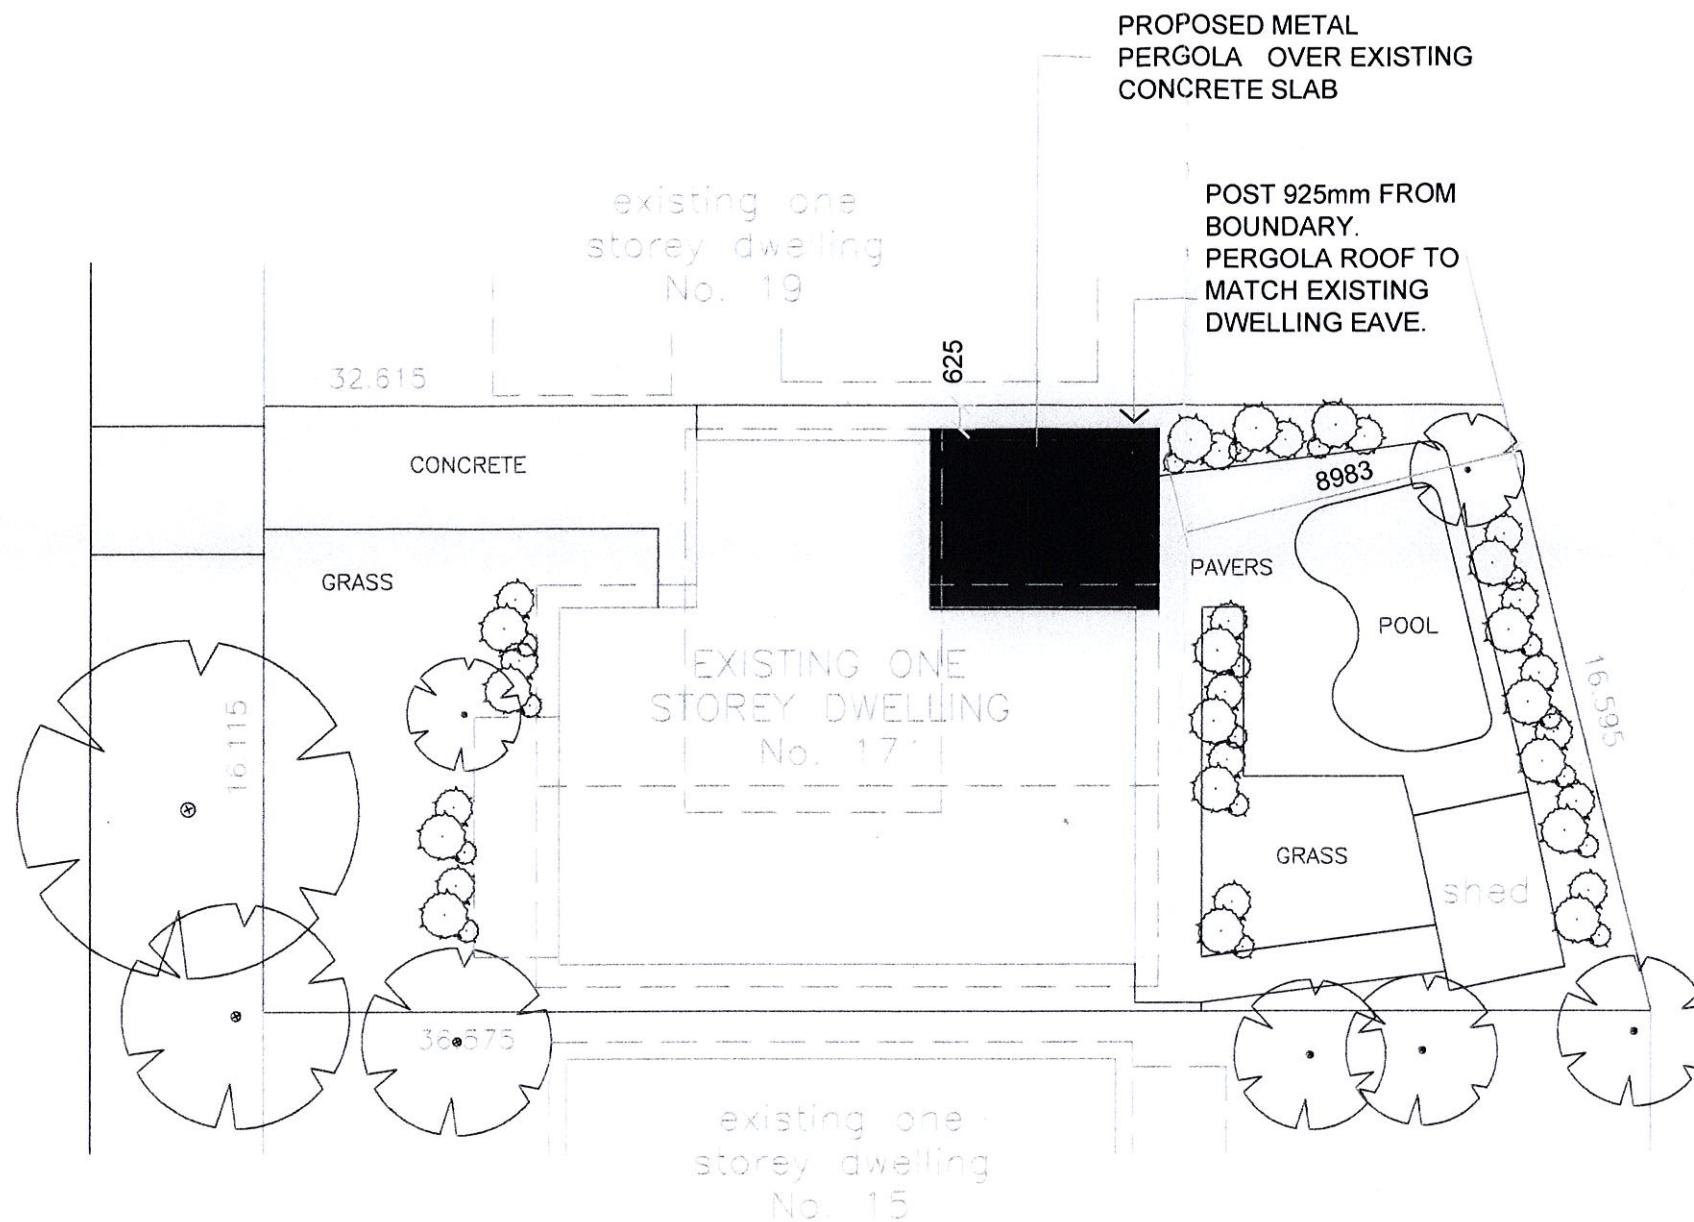 PROPOSED METAL
PERGOLA OVER EXISTING
CONCRETE SLAB
POST 925mm FROM
BOUNDARY.
PERGOLA ROOF TO
MATCH EXISTING
DWELLING EAVE.
existing one
storey dwelling
No. 19
625
32.615
CONCRETE
8983
GRASS
PAVERS
POOL
EXISTING ONE
STOREY DWELLING
No. 17
16.115
16.595
GRASS
shed
36.575
existing one
storey dwelling
No. 15